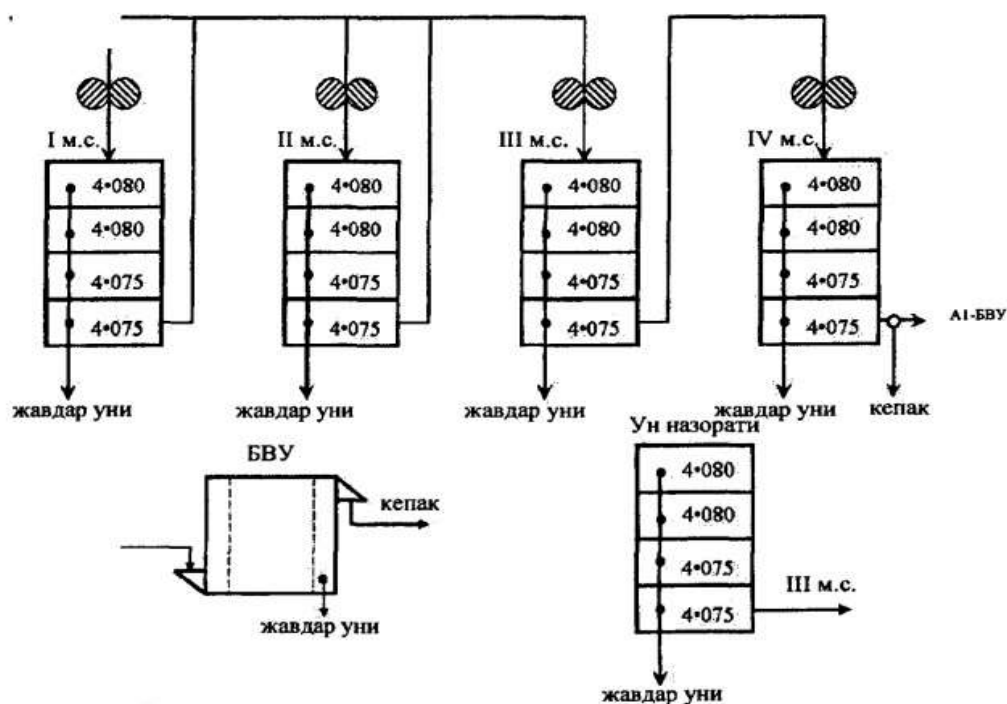 I м.с.
II м.с.
III м.с.
IV м.с.
4•080
4•080
4•080
4•080
4•080
4•080
4•080
4•080
4•075
4•075
4•075
4•075
4•075
4•075
4•075
4•075
А1-БВУ
жавдар уни
жавдар уни
жавдар уни
жавдар уни
кепак
БВУ
кепак
жавдар уни
Ун назорати
4•080
4•080
4•075
4•075
III м.с.
жавдар уни